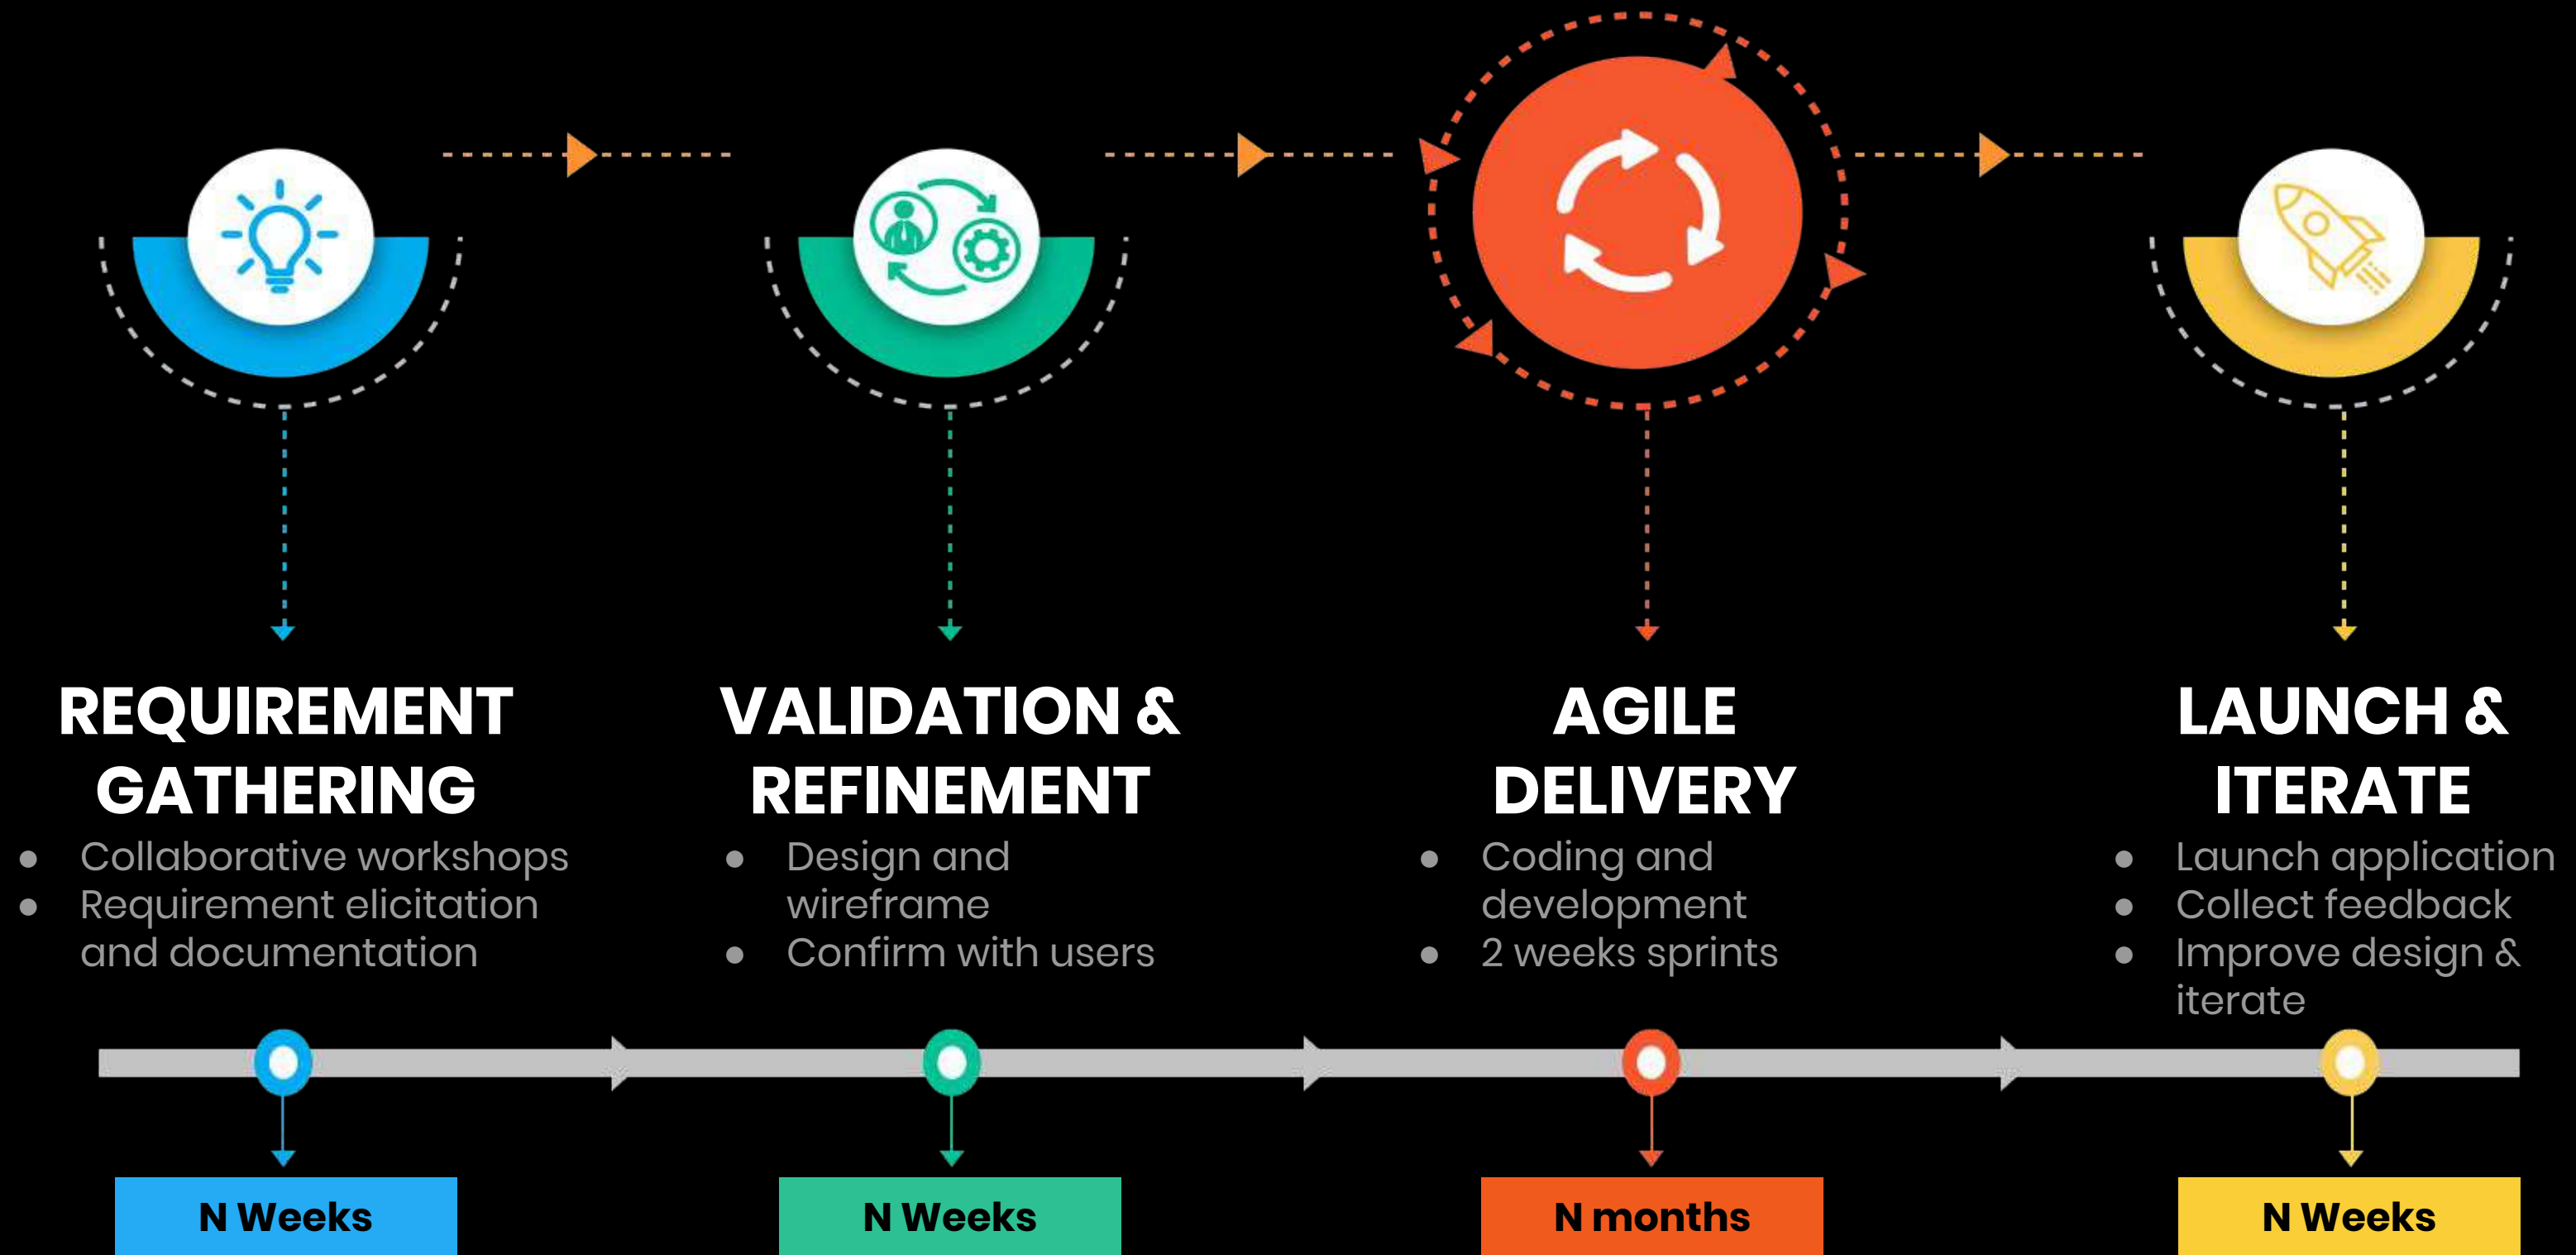 REQUIREMENT
GATHERING
● Collaborative workshops
● Requirement elicitation
and documentation
VALIDATION &
REFINEMENT
● Design and
wireframe
● Confirm with users
AGILE
DELIVERY
● Coding and
development
● 2 weeks sprints
LAUNCH &
ITERATE
● Launch application
● Collect feedback
● Improve design &
iterate
N Weeks
N Weeks
N months
N Weeks